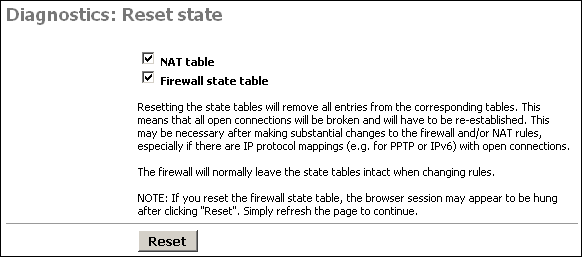 Diagnostics: Reset state
NAT table
Firewall state table
Resetting the state tables will remove all entries from the corresponding tables. This
means that all open connections will be broken and will have to be re-established. This
may be necessary after making substantial changes to the firewall and/or NAT rules,
especially if there are IP protocol mappings (e.g. for PPTP or IPv6) with open connections.
The firewall will normally leave the state tables intact when changing rules.
NOTE: If you reset the firewall state table, the browser session may appear to be hung
after clicking "Reset". Simply refresh the page to continue.
Reset